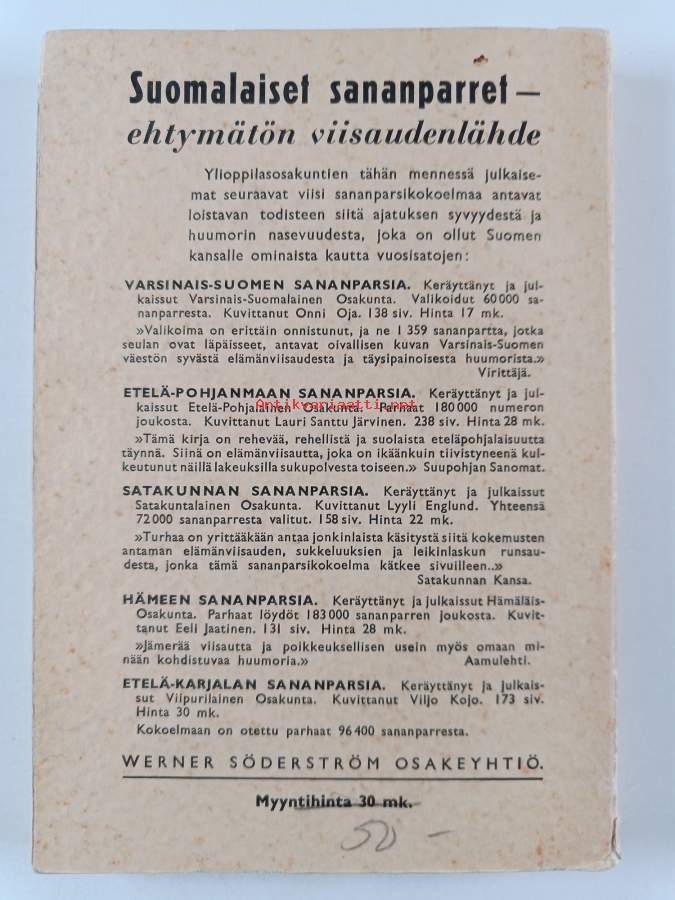 Suomalaiset sananparret —
ehtymätön viisaudenlähde
Ylioppilasosakuntien tähän mennessä julkaise-
mat seuraavat viisi sananparsikokoelmaa antavat
loistavan todisteen siitä ajatuksen syvyydestä ja
huumorin nasevuudesta, joka on ollut Suomen
kansalle ominaista kautta vuosisatojen:
VARSINAIS-SUOMEN SANANPARSIA. Keräyttänyt ja jul-
kaissut Varsinais-Suomalainen Osakunta. Valikoidut 60 000 sa-
nanparresta. Kuvittanut Onni Oja. 138 siv. Hinta 17 mk.
»Valikoima on erittäin onnistunut, ja ne 1 359 sananpartta, jotka
seulan ovat läpäisseet, antavat oivallisen kuvan Varsinais-Suomen
väestön syvästä elämänviisaudesta ja täysipainoisesta huumorista.»
Virittäjä.
ETELÄ-POHJANMAAN SANANPARSIA. Keräyttänyt ja jul-
kaissut Etelä-Pohjalainen Osakunta. Parhaat 180 000 numeron
Antikvariaatti.net
joukosta. Kuvittanut Lauri Santtu Järvinen. 238 siv. Hinta 28 mk.
»Tämä kirja on rehevää, rehellistä ja suolaista eteläpohjalaisuutta
täynnä. Siinä on elämänviisautta, joka on ikäänkuin tiivistyneenä kul-
keutunut näillä lakeuksilla sukupolvesta toiseen.» Suupohjan Sanomat.
SATAKUNNAN SANANPARSIA. Keräyttänyt ja julkaissut
Satakuntalainen Osakunta. Kuvittanut Lyyli Englund. Yhteensä
72 000 sananparresta valitut. 158 siv. Hinta 22 mk.
»Turhaa on yrittääkään antaa jonkinlaista käsitystä siitä kokemusten
antaman elämänviisauden, sukkeluuksien ja leikinlaskun runsau-
desta, jonka tämä sananparsikokoelma kätkee sivuilleen..»
Satakunnan Kansa.
HÄMEEN SANANPARSIA. Keräyttänyt ja julkaissut Hämäläis-
Osakunta. Parhaat löydöt 183 000 sananparren joukosta. Kuvit-
tanut Eeli Jaatinen. 131 siv. Hinta 28 mk.
»Jämerää viisautta ja poikkeuksellisen usein myös omaan mi-
nään kohdistuvaa huumoria.» Aamulehti.
ETELÄ-KARJALAN SANANPARSIA. Keräyttänyt ja julkais-
sut Viipurilainen Osakunta. Kuvittanut Viljo Kojo. 173 siv.
Hinta 30 mk.
Kokoelmaan on otettu parhaat 96 400 sananparresta.
WERNER SÖDERSTRÖM OSAKEYHTIÖ.
Myyntihinta 30 mk.
50 –